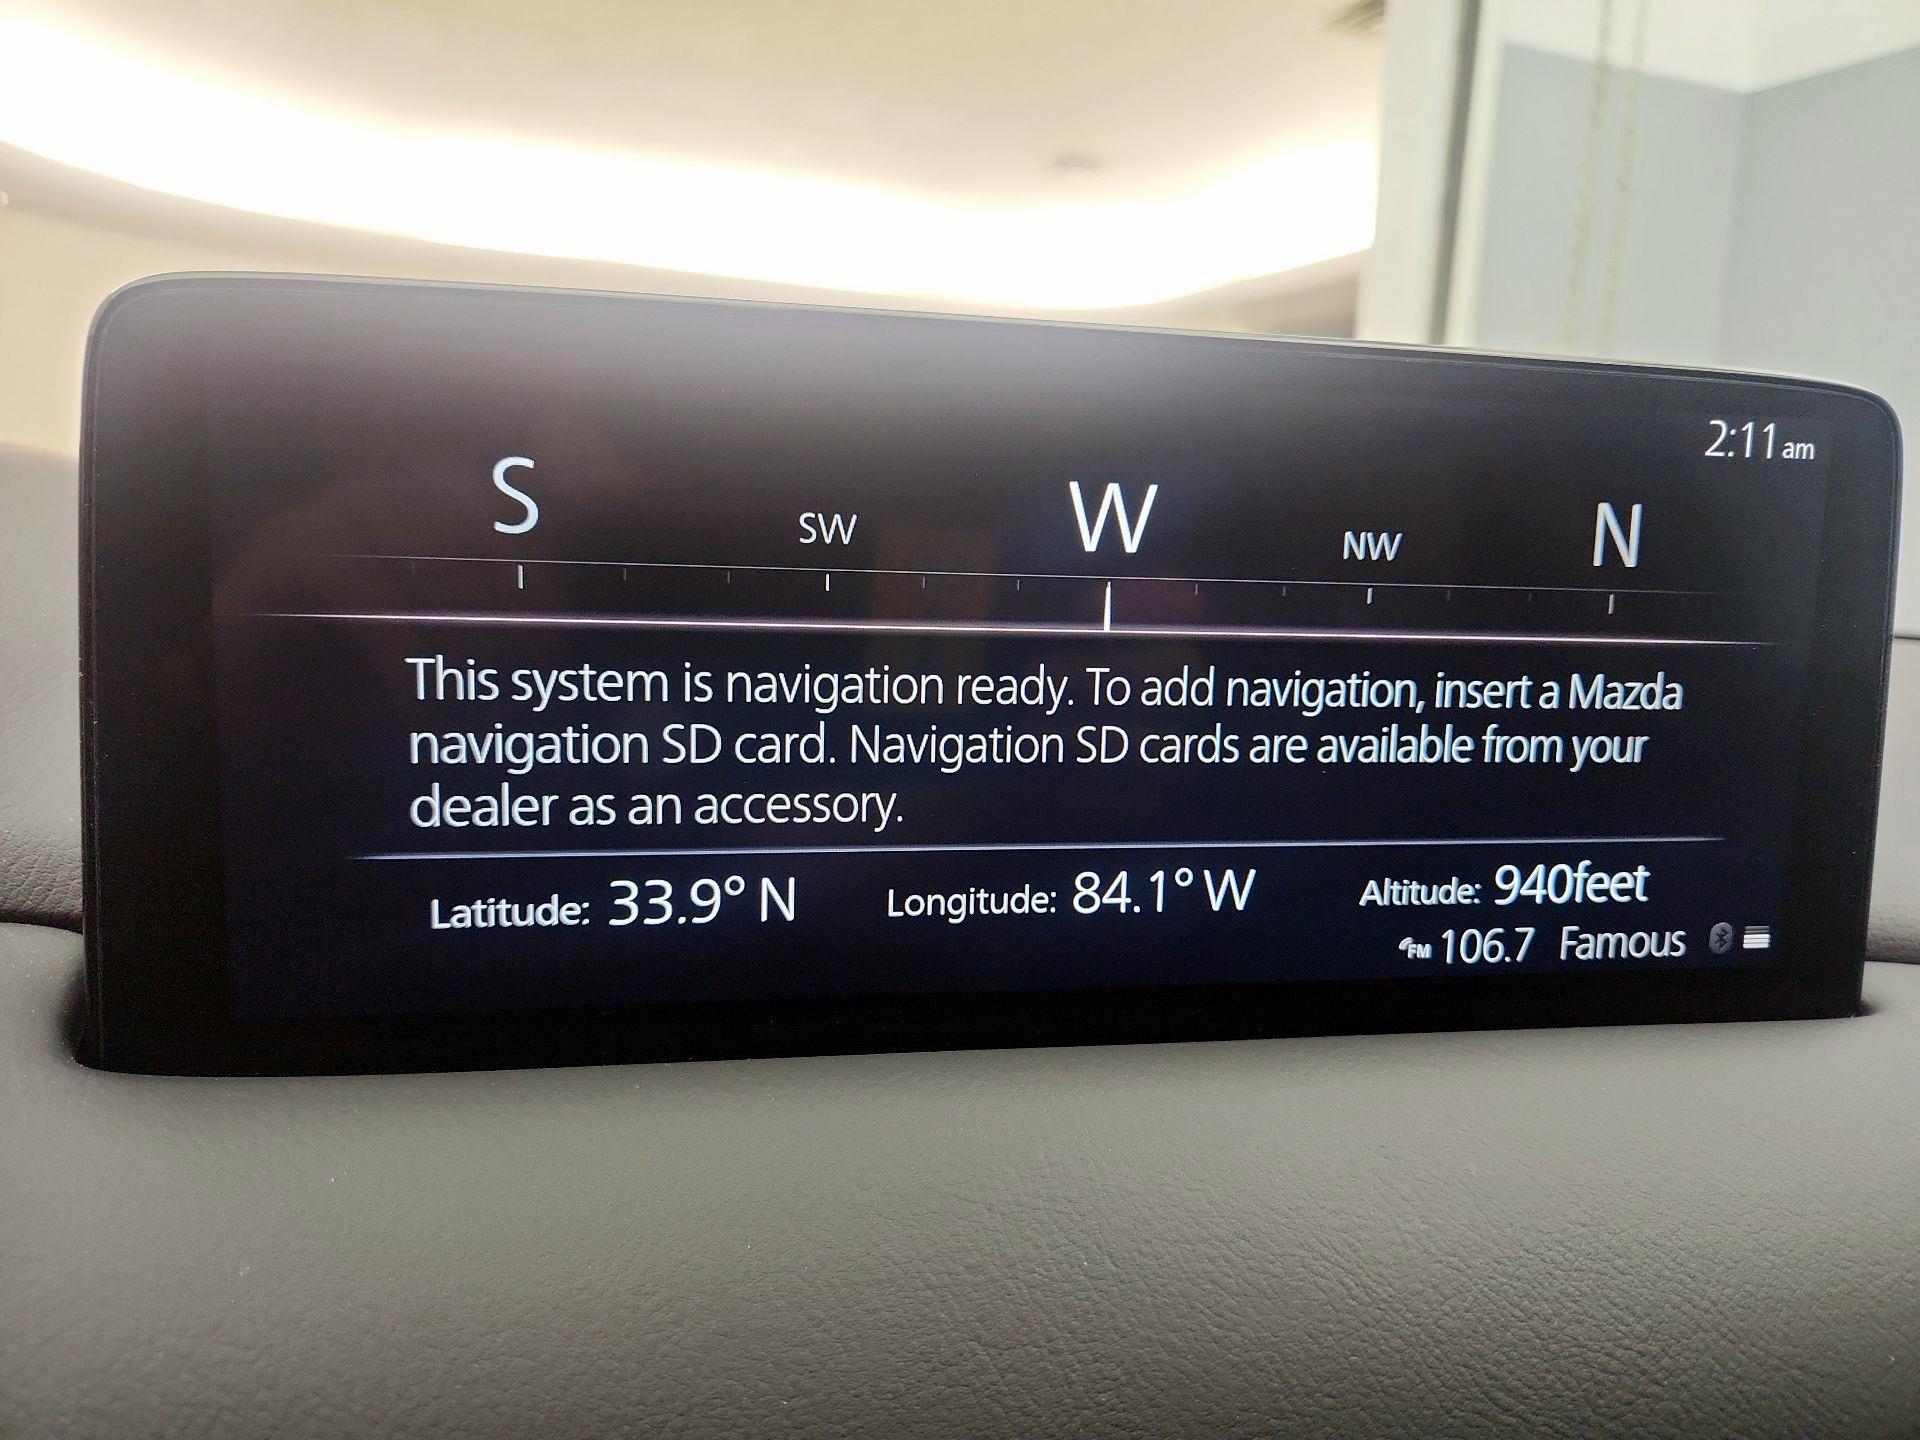 2:11am
S SW W NW N
This system is navigation ready. To add navigation, insert a Mazda
navigation SD card. Navigation SD cards are available from your
dealer as an accessory.
Latitude: 33.9° N Longitude: 84.1° W Altitude: 940feet
FM 106.7 Famous